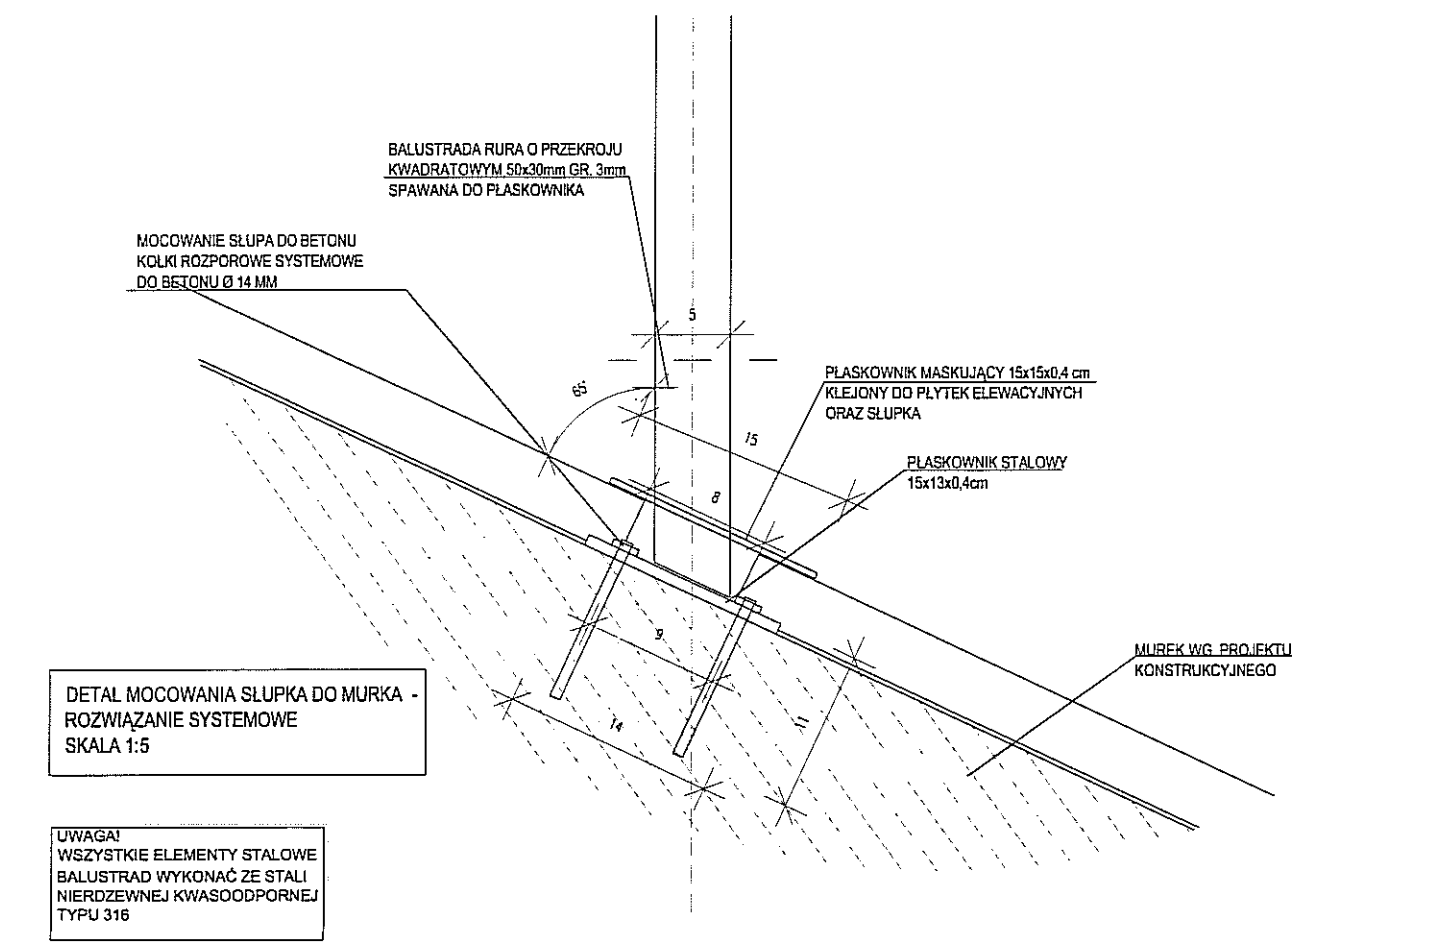 BALUSTRADA RURA O PRZEKROJU
KWADRATOWYM 50x30mm GR. 3mm
SPAWANA DO PŁASKOWNIKA
MOCOWANIE SŁUPA DO BETONU
KOŁKI ROZPOROWE SYSTEMOWE
DO BETONU Ø 14 MM
5
65°
PŁASKOWNIK MASKUJĄCY 15x15x0,4 cm
KLEJONY DO PŁYTEK ELEWACYJNYCH
ORAZ SŁUPKA
15
PŁASKOWNIK STALOWY
15x13x0,4cm
8
9
MUREK WG. PROJEKTU
KONSTRUKCYJNEGO
14
11
DETAL MOCOWANIA SŁUPKA DO MURKA -
ROZWIĄZANIE SYSTEMOWE
SKALA 1:5
UWAGA!
WSZYSTKIE ELEMENTY STALOWE
BALUSTRAD WYKONAĆ ZE STALI
NIERDZEWNEJ KWASOODPORNEJ
TYPU 316